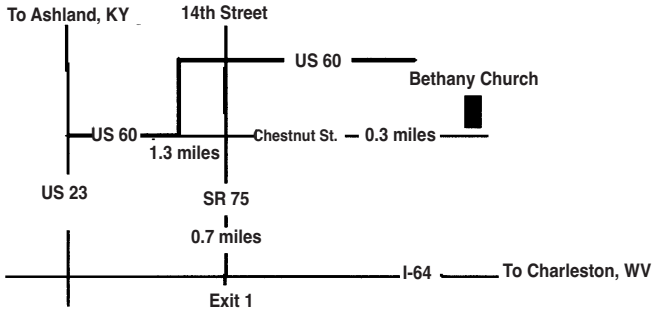 To Ashland, KY
14th Street
US 60
Bethany Church
US 60
Chestnut St.
0.3 miles
1.3 miles
US 23
SR 75
0.7 miles
I-64
To Charleston, WV
Exit 1